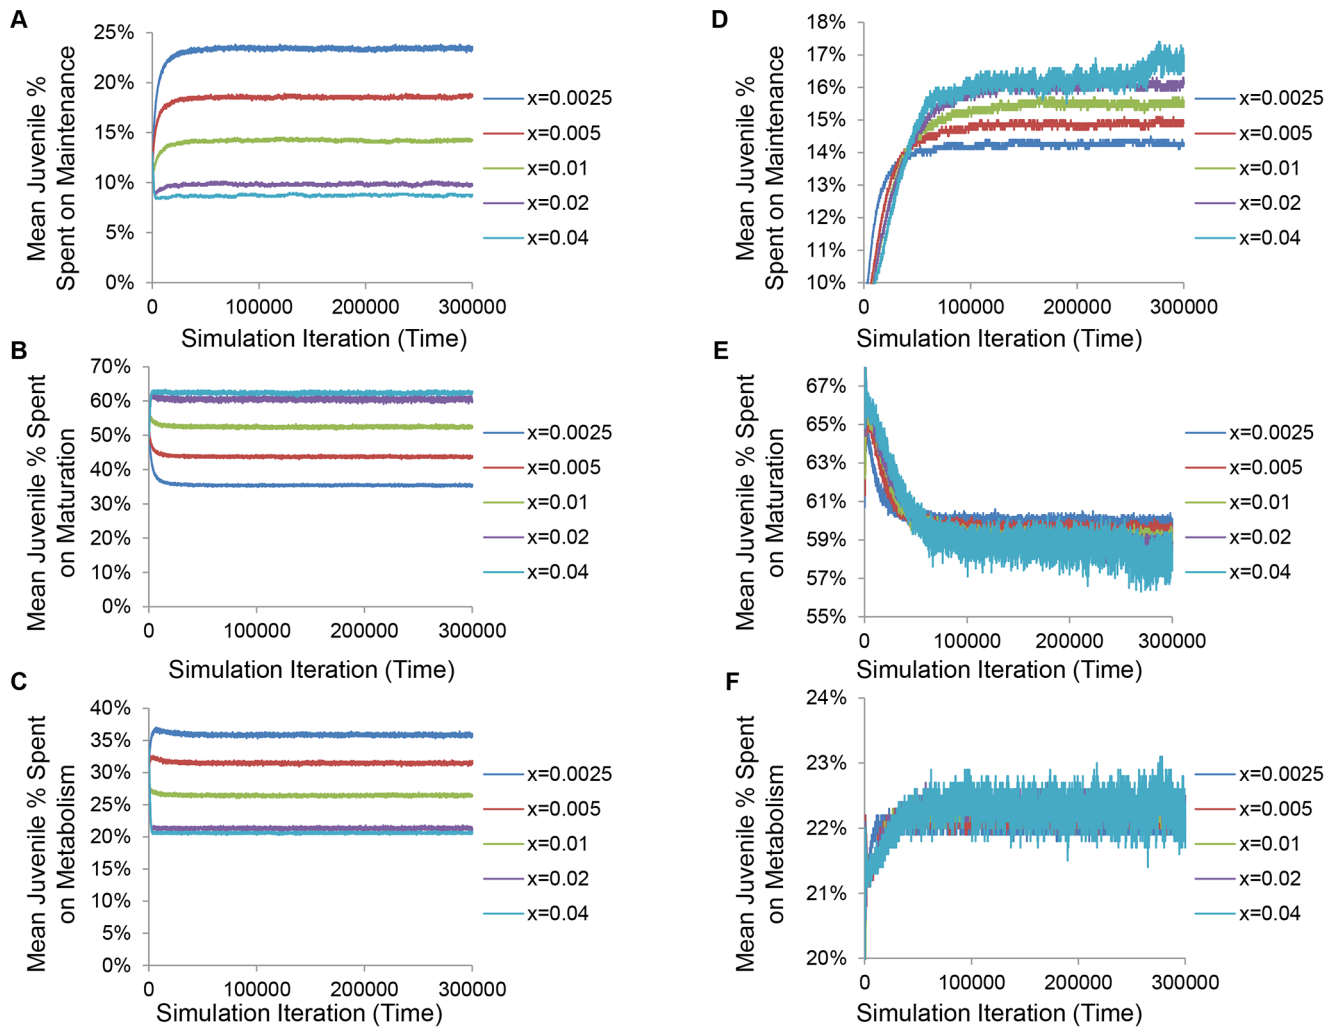 A
Mean Juvenile %
Spent on Maintenance
25%
20%
15%
10%
5%
0%
0 100000 200000 300000
Simulation Iteration (Time)
x=0.0025
x=0.005
x=0.01
x=0.02
x=0.04
B
Mean Juvenile % Spent
on Maturation
70%
60%
50%
40%
30%
20%
10%
0%
0 100000 200000 300000
Simulation Iteration (Time)
x=0.0025
x=0.005
x=0.01
x=0.02
x=0.04
C
Mean Juvenile % Spent
on Metabolism
40%
35%
30%
25%
20%
15%
10%
5%
0%
0 100000 200000 300000
Simulation Iteration (Time)
x=0.0025
x=0.005
x=0.01
x=0.02
x=0.04
D
Mean Juvenile %
Spent on Maintenance
18%
17%
16%
15%
14%
13%
12%
11%
10%
0 100000 200000 300000
Simulation Iteration (Time)
x=0.0025
x=0.005
x=0.01
x=0.02
x=0.04
E
Mean Juvenile % Spent
on Maturation
67%
65%
63%
61%
59%
57%
55%
0 100000 200000 300000
Simulation Iteration (Time)
x=0.0025
x=0.005
x=0.01
x=0.02
x=0.04
F
Mean Juvenile % Spent
on Metabolism
24%
23%
22%
21%
20%
0 100000 200000 300000
Simulation Iteration (Time)
x=0.0025
x=0.005
x=0.01
x=0.02
x=0.04